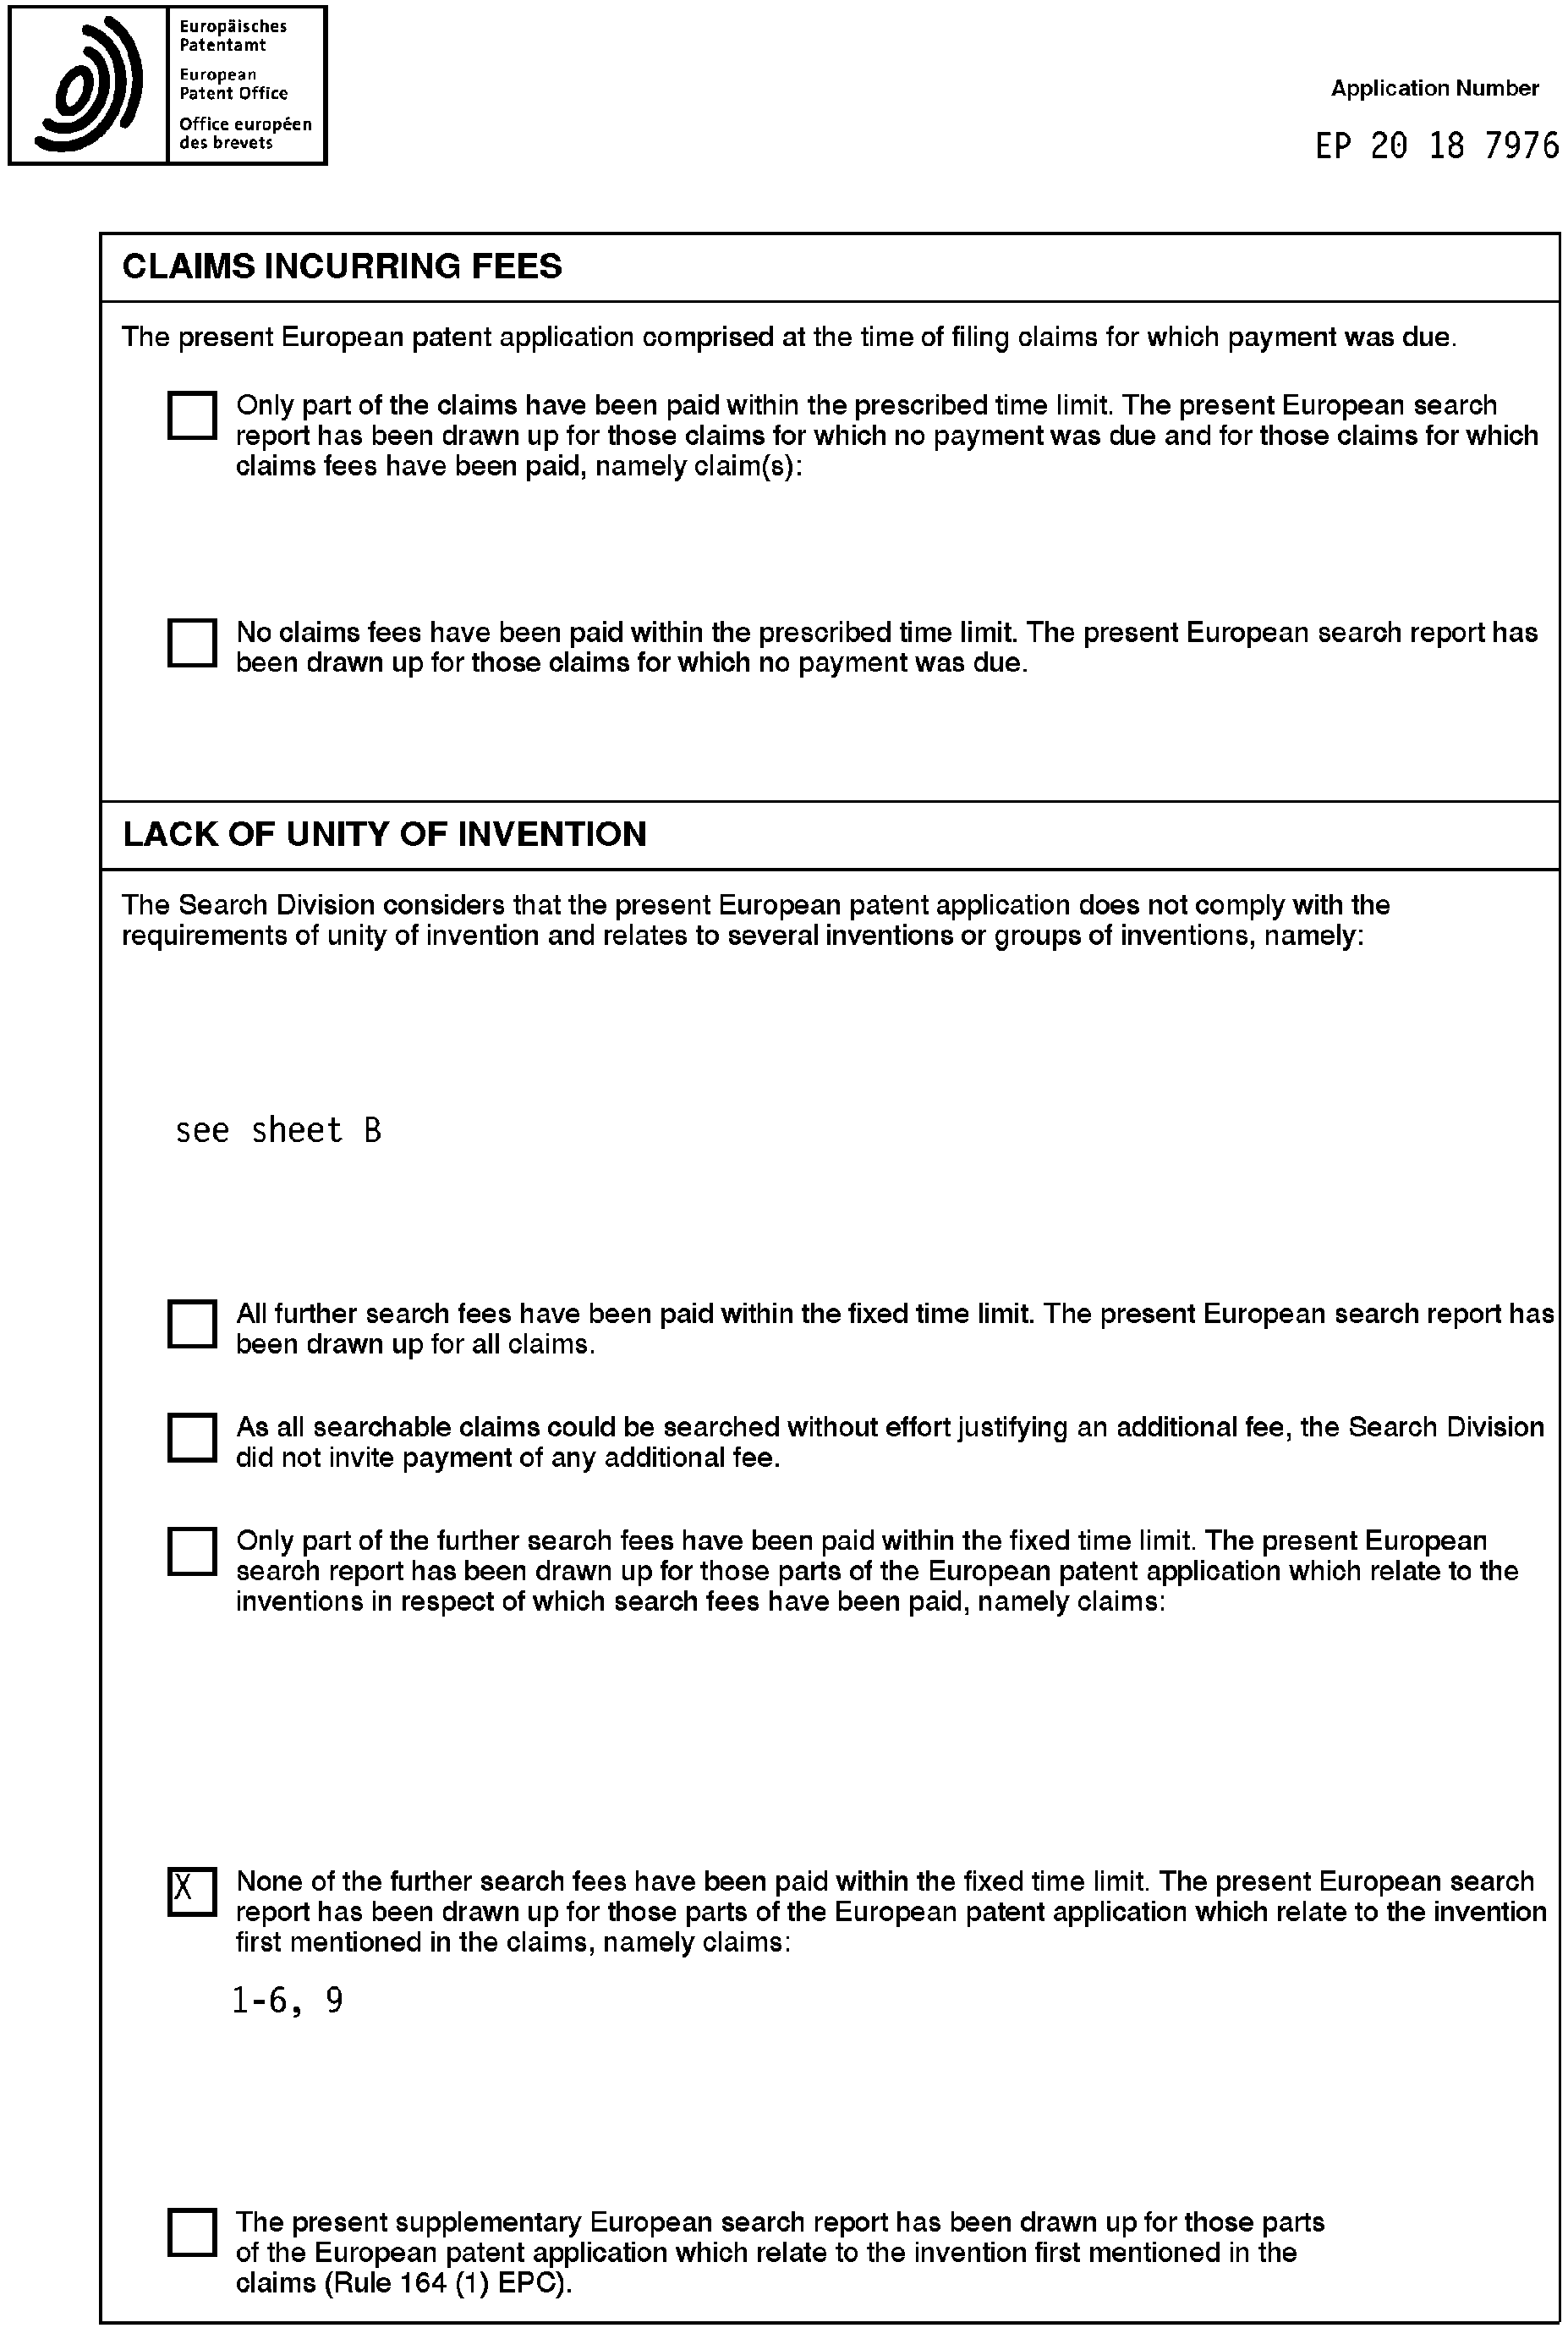 Europäisches
Patentamt
European
Patent Office
Office européen
des brevets
Application Number
EP 20 18 7976
CLAIMS INCURRING FEES
The present European patent application comprised at the time of filing claims for which payment was due.
Only part of the claims have been paid within the prescribed time limit. The present European search
report has been drawn up for those claims for which no payment was due and for those claims for which
claims fees have been paid, namely claim(s):
No claims fees have been paid within the prescribed time limit. The present European search report has
been drawn up for those claims for which no payment was due.
LACK OF UNITY OF INVENTION
The Search Division considers that the present European patent application does not comply with the
requirements of unity of invention and relates to several inventions or groups of inventions, namely:
see sheet B
All further search fees have been paid within the fixed time limit. The present European search report has
been drawn up for all claims.
As all searchable claims could be searched without effort justifying an additional fee, the Search Division
did not invite payment of any additional fee.
Only part of the further search fees have been paid within the fixed time limit. The present European
search report has been drawn up for those parts of the European patent application which relate to the
inventions in respect of which search fees have been paid, namely claims:
X None of the further search fees have been paid within the fixed time limit. The present European search
report has been drawn up for those parts of the European patent application which relate to the invention
first mentioned in the claims, namely claims:
1-6, 9
The present supplementary European search report has been drawn up for those parts
of the European patent application which relate to the invention first mentioned in the
claims (Rule 164 (1) EPC).